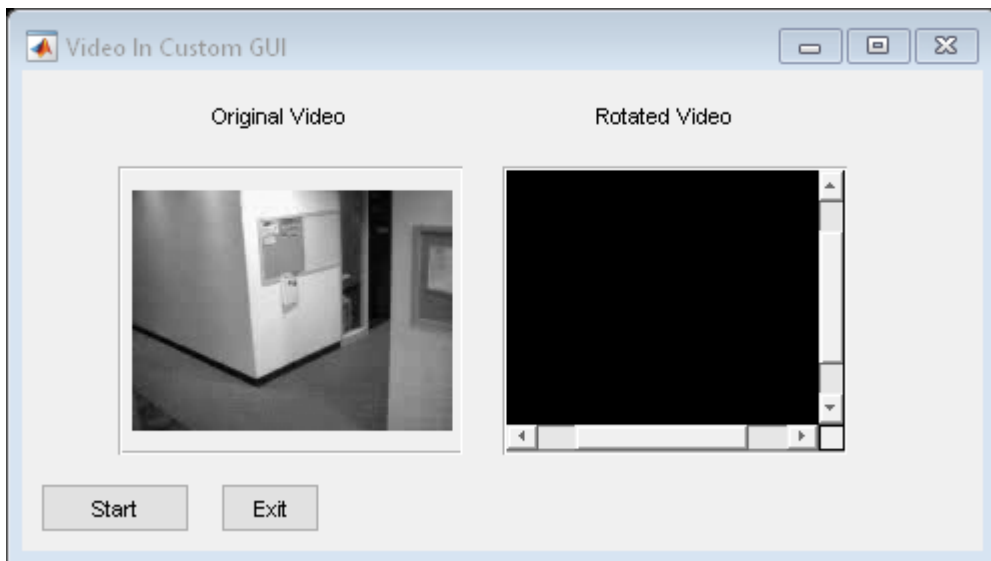 Video In Custom GUI
Original Video
Rotated Video
Start
Exit